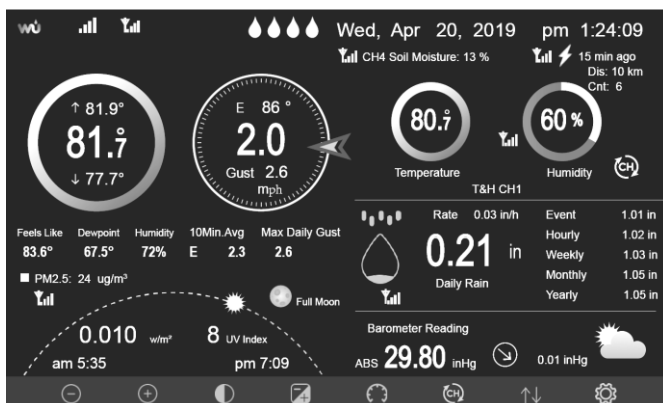 wu
Wed, Apr 20, 2019 pm 1:24:09
CH4 Soil Moisture: 13 %
15 min ago
Dis: 10 km
Cnt: 6
↑ 81.9°
81.7°
↓ 77.7°
E 86 °
2.0
Gust 2.6
mph
80.7°
Temperature
60 %
Humidity
CH
T&H CH1
Feels Like Dewpoint Humidity 10Min.Avg Max Daily Gust
83.6° 67.5° 72% E 2.3 2.6
PM2.5: 24 ug/m³
Full Moon
0.010 w/m² 8 UV Index
am 5:35 pm 7:09
Rate 0.03 in/h
0.21 in
Daily Rain
Event 1.01 in
Hourly 1.02 in
Weekly 1.03 in
Monthly 1.05 in
Yearly 1.05 in
Barometer Reading
ABS 29.80 inHg 0.01 inHg
CH